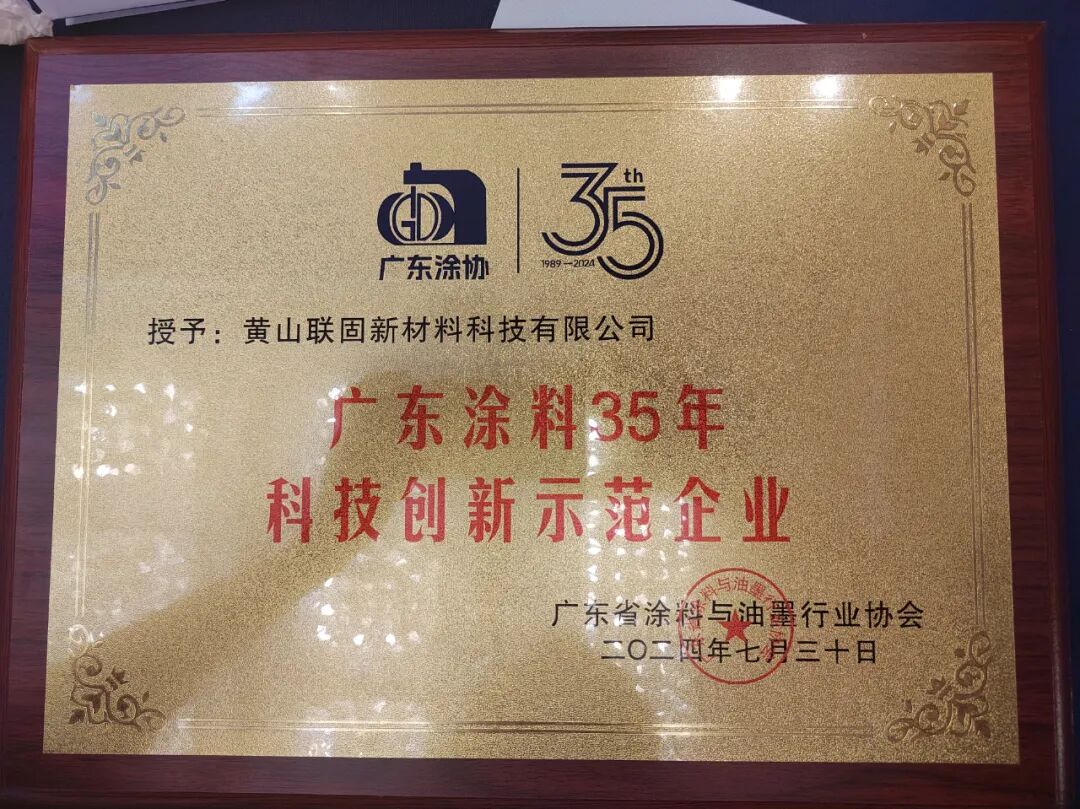 GD
广东涂协
35th
1989—2024
授予：黄山联固新材料科技有限公司
广东涂料35年
科技创新示范企业
广东省涂料与油墨行业协会
二〇二四年七月三十日